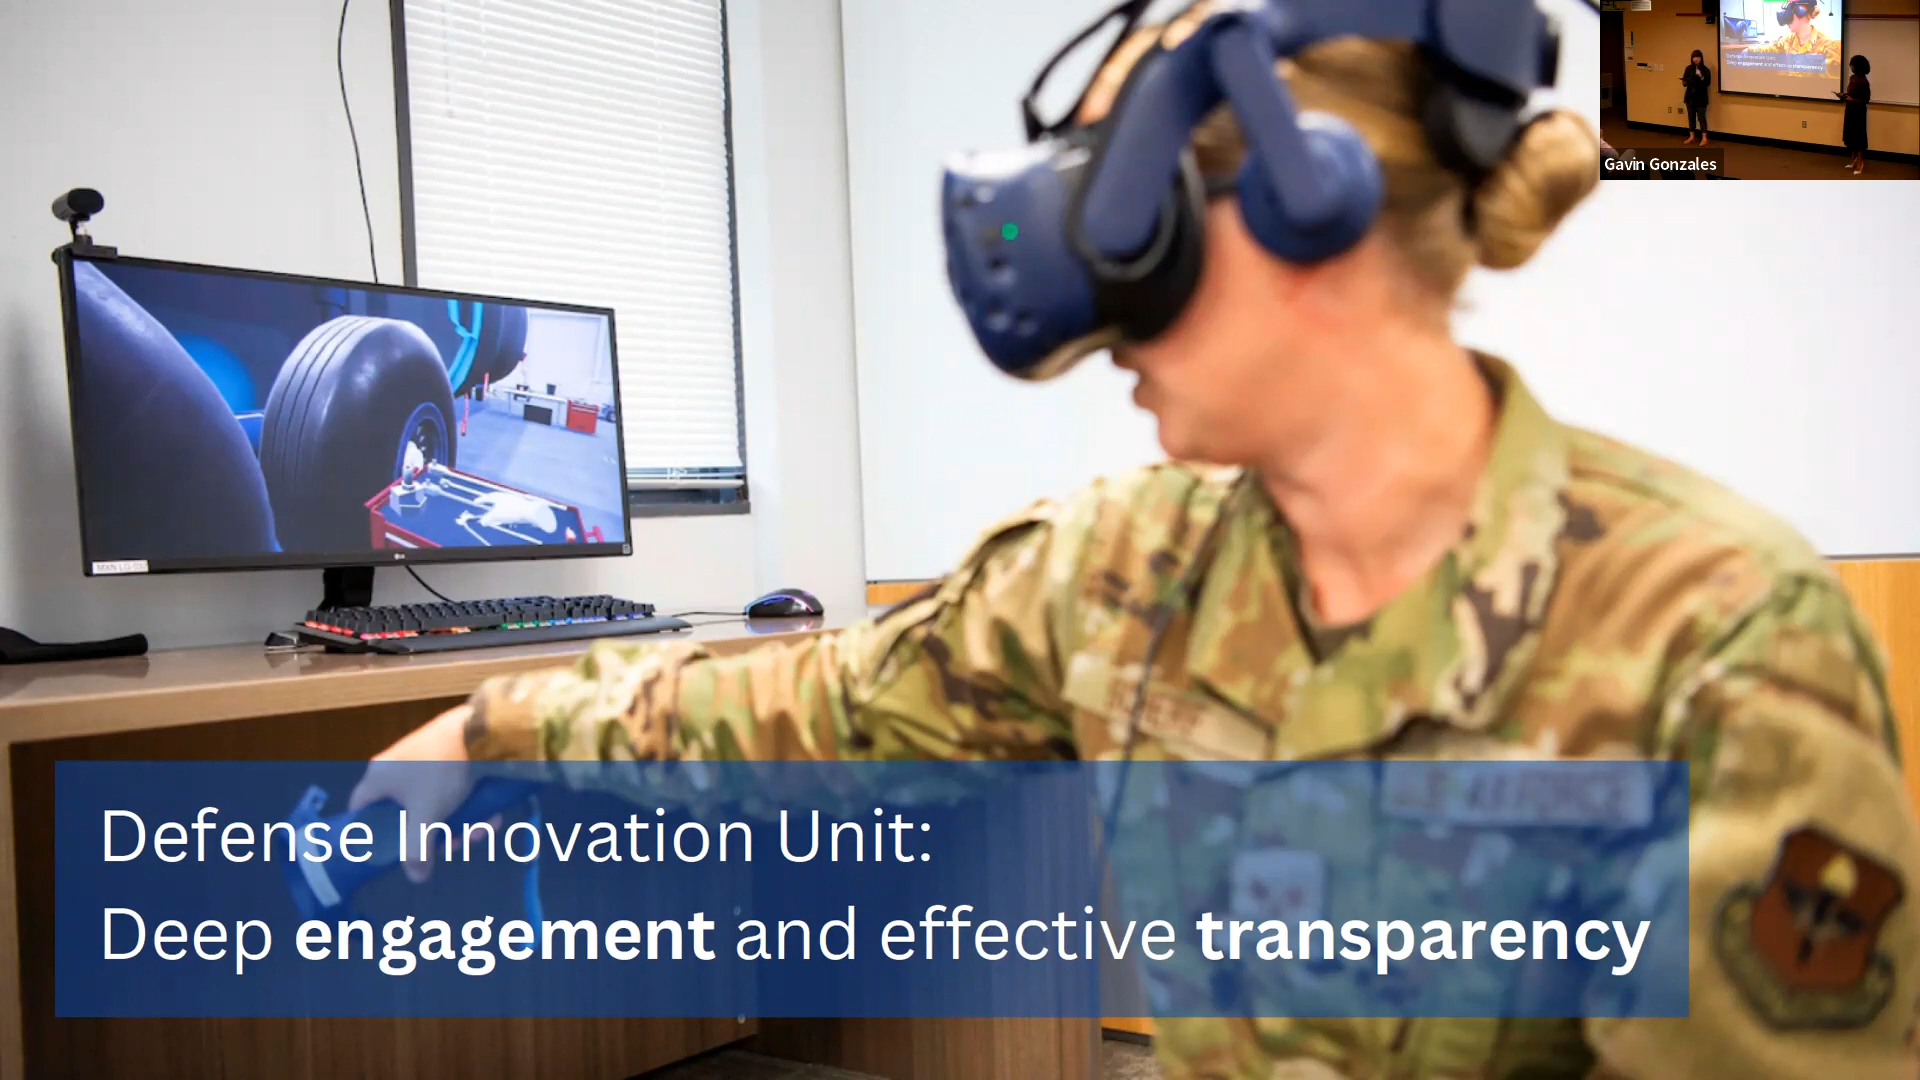 Gavin Gonzales
Defense Innovation Unit:
Deep engagement and effective transparency